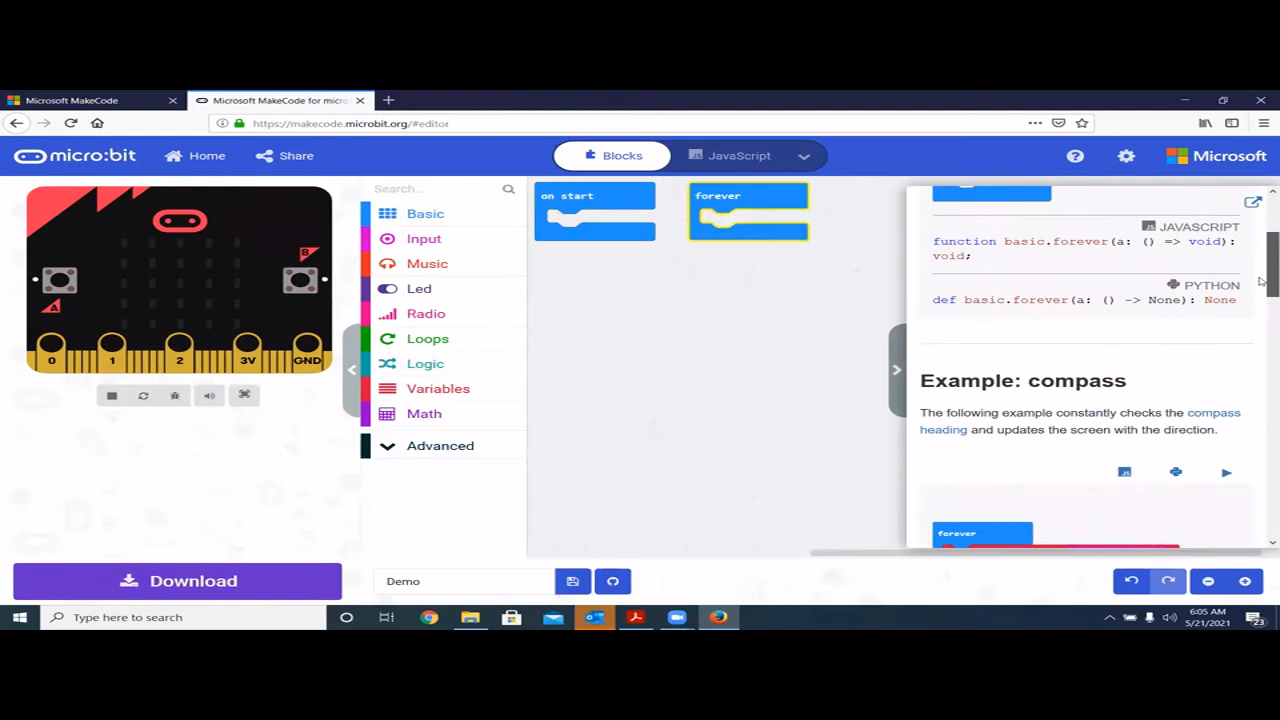 Microsoft MakeCode
Microsoft MakeCode for micro
https://makecode.microbit.org/#editor
micro:bit
Home
Share
Blocks
JS JavaScript
Microsoft
A
B
0 1 2 3V GND
Search...
Basic
Input
Music
Led
Radio
Loops
Logic
Variables
Math
Advanced
on start
forever
JS JAVASCRIPT
function basic.forever(a: () => void):
void;
PYTHON
def basic.forever(a: () -> None): None
Example: compass
The following example constantly checks the compass
heading and updates the screen with the direction.
JS
forever
Download
Demo
Type here to search
6:05 AM
5/21/2021
23